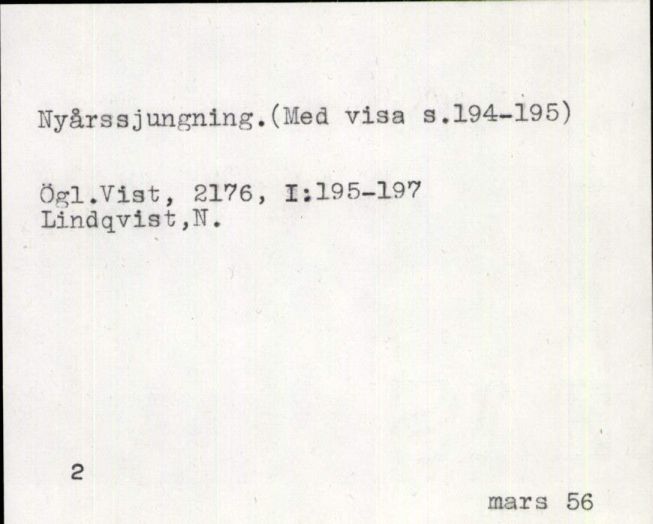 Nyårssjungning.(Med visa s.194-195)
Ögl.Vist, 2176, I:195-197
Lindqvist,N.
2
mars 56